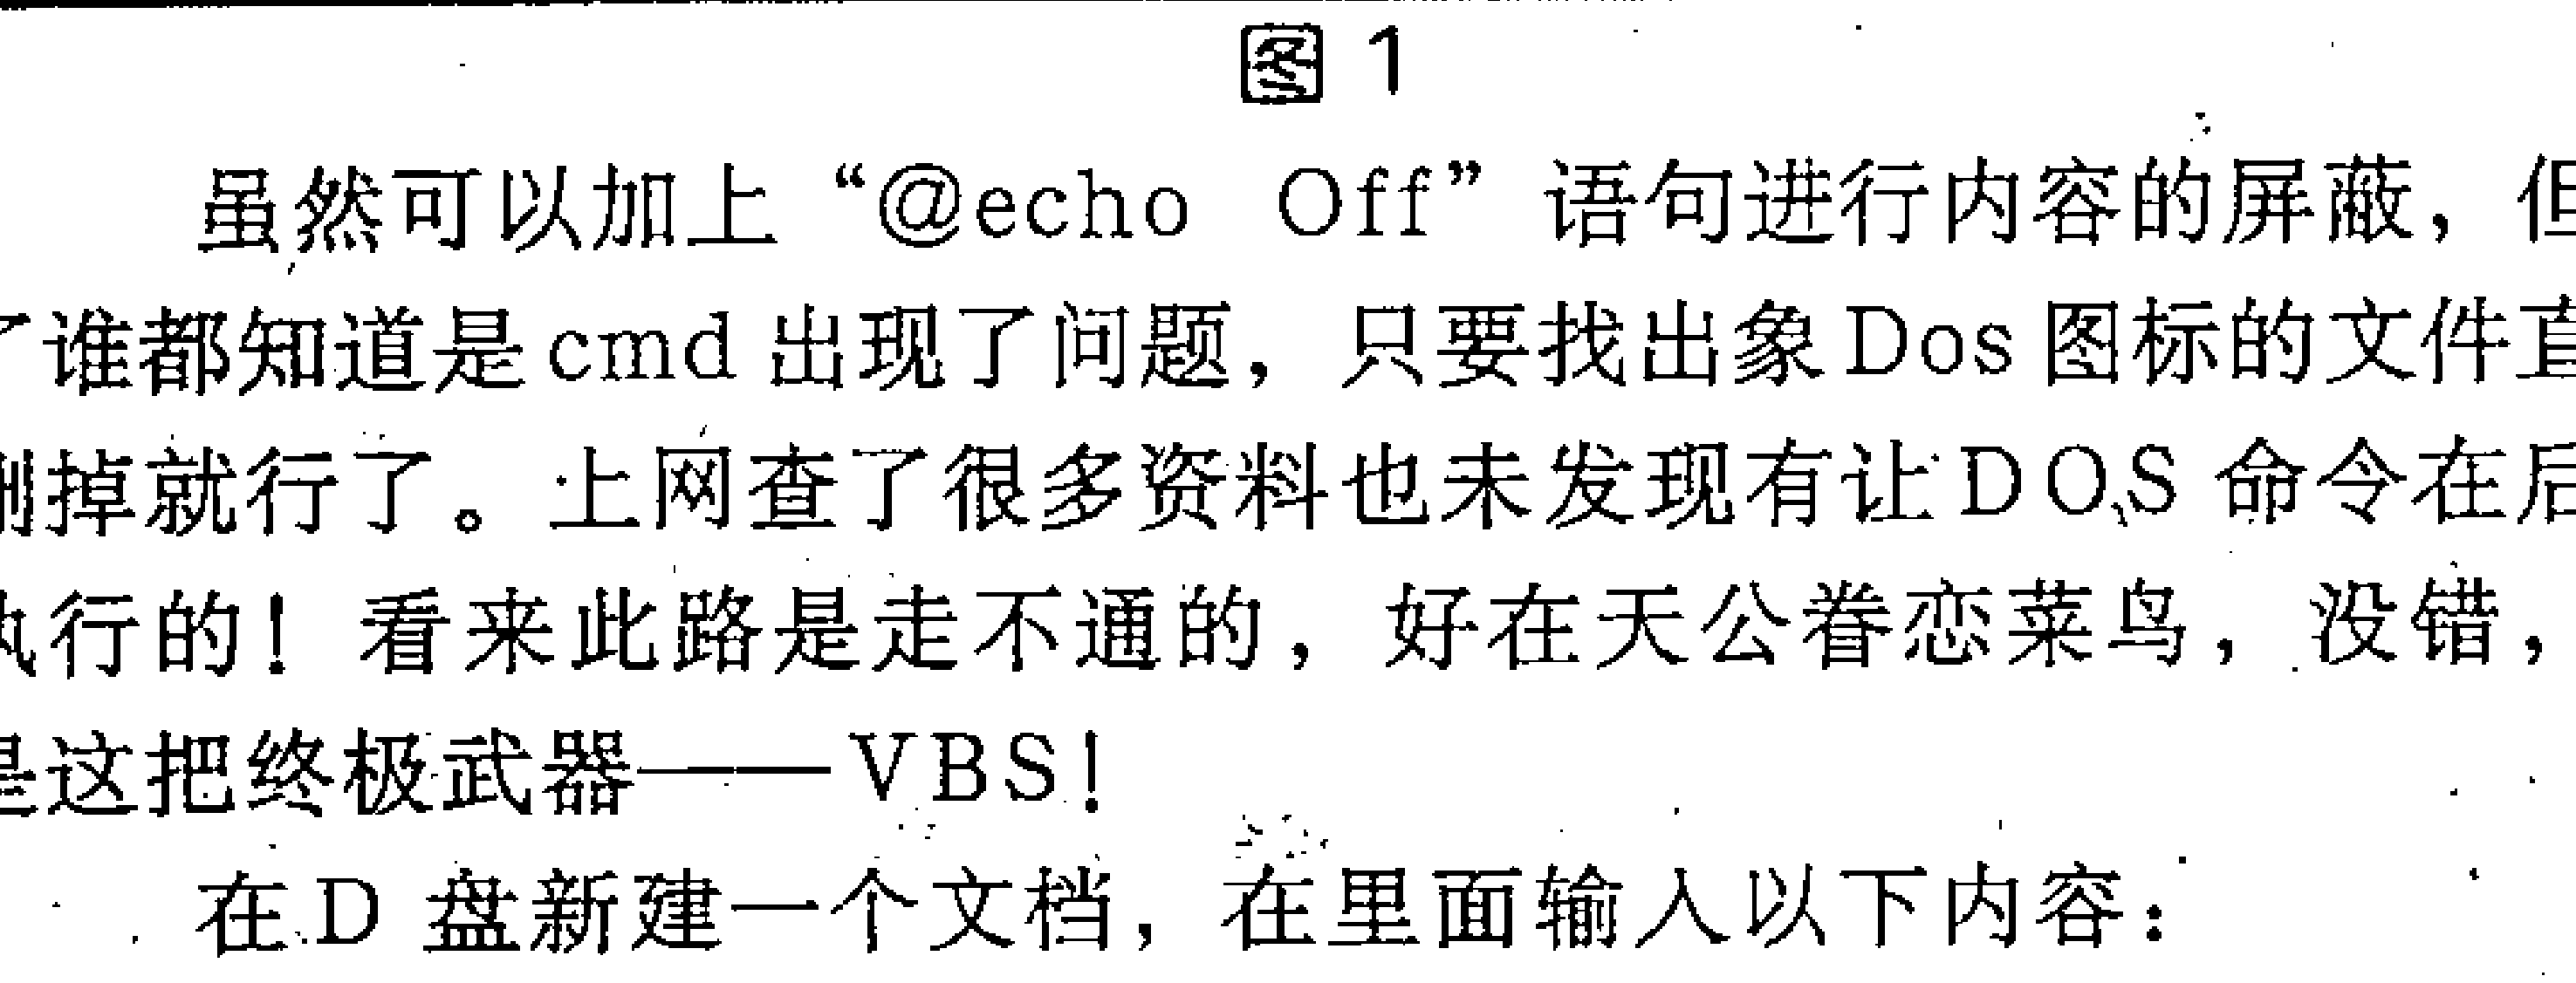 图 1
虽然可以加上“@echo Off”语句进行内容的屏蔽，但
了谁都知道是cmd出现了问题，只要找出象Dos图标的文件直
删掉就行了。上网查了很多资料也未发现有让DOS命令在后
执行的！看来此路是走不通的，好在天公眷恋菜鸟，没错，
是这把终极武器——VBS！
在D盘新建一个文档，在里面输入以下内容：